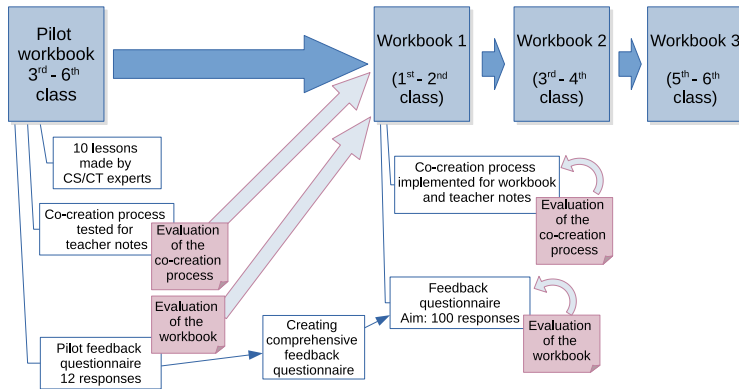 Pilot
workbook
3rd - 6th
class
Workbook 1
(1st - 2nd
class)
Workbook 2
(3rd - 4th
class)
Workbook 3
(5th - 6th
class)
10 lessons
made by
CS/CT experts
Co-creation process
tested for
teacher notes
Evaluation
of the
co-creation
process
Evaluation
of the
workbook
Pilot feedback
questionnaire
12 responses
Creating
comprehensive
feedback
questionnaire
Co-creation process
implemented for workbook
and teacher notes
Evaluation
of the
co-creation
process
Feedback
questionnaire
Aim: 100 responses
Evaluation
of the
workbook